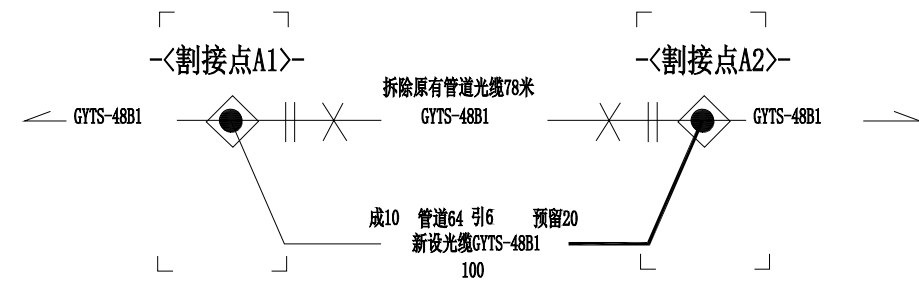 -<割接点A1>-
-<割接点A2>-
拆除原有管道光缆78米
GYTS-48B1
GYTS-48B1
GYTS-48B1
成10 管道64 引6 预留20
新设光缆GYTS-48B1
100